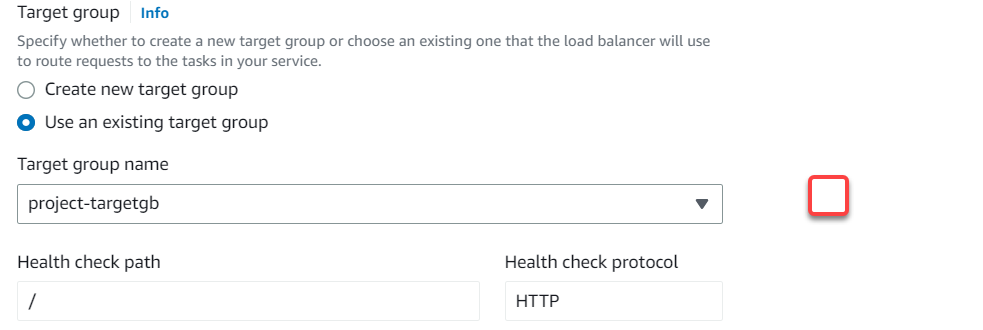 Target group Info
Specify whether to create a new target group or choose an existing one that the load balancer will use
to route requests to the tasks in your service.
Create new target group
Use an existing target group
Target group name
project-targetgb
Health check path Health check protocol
/ HTTP